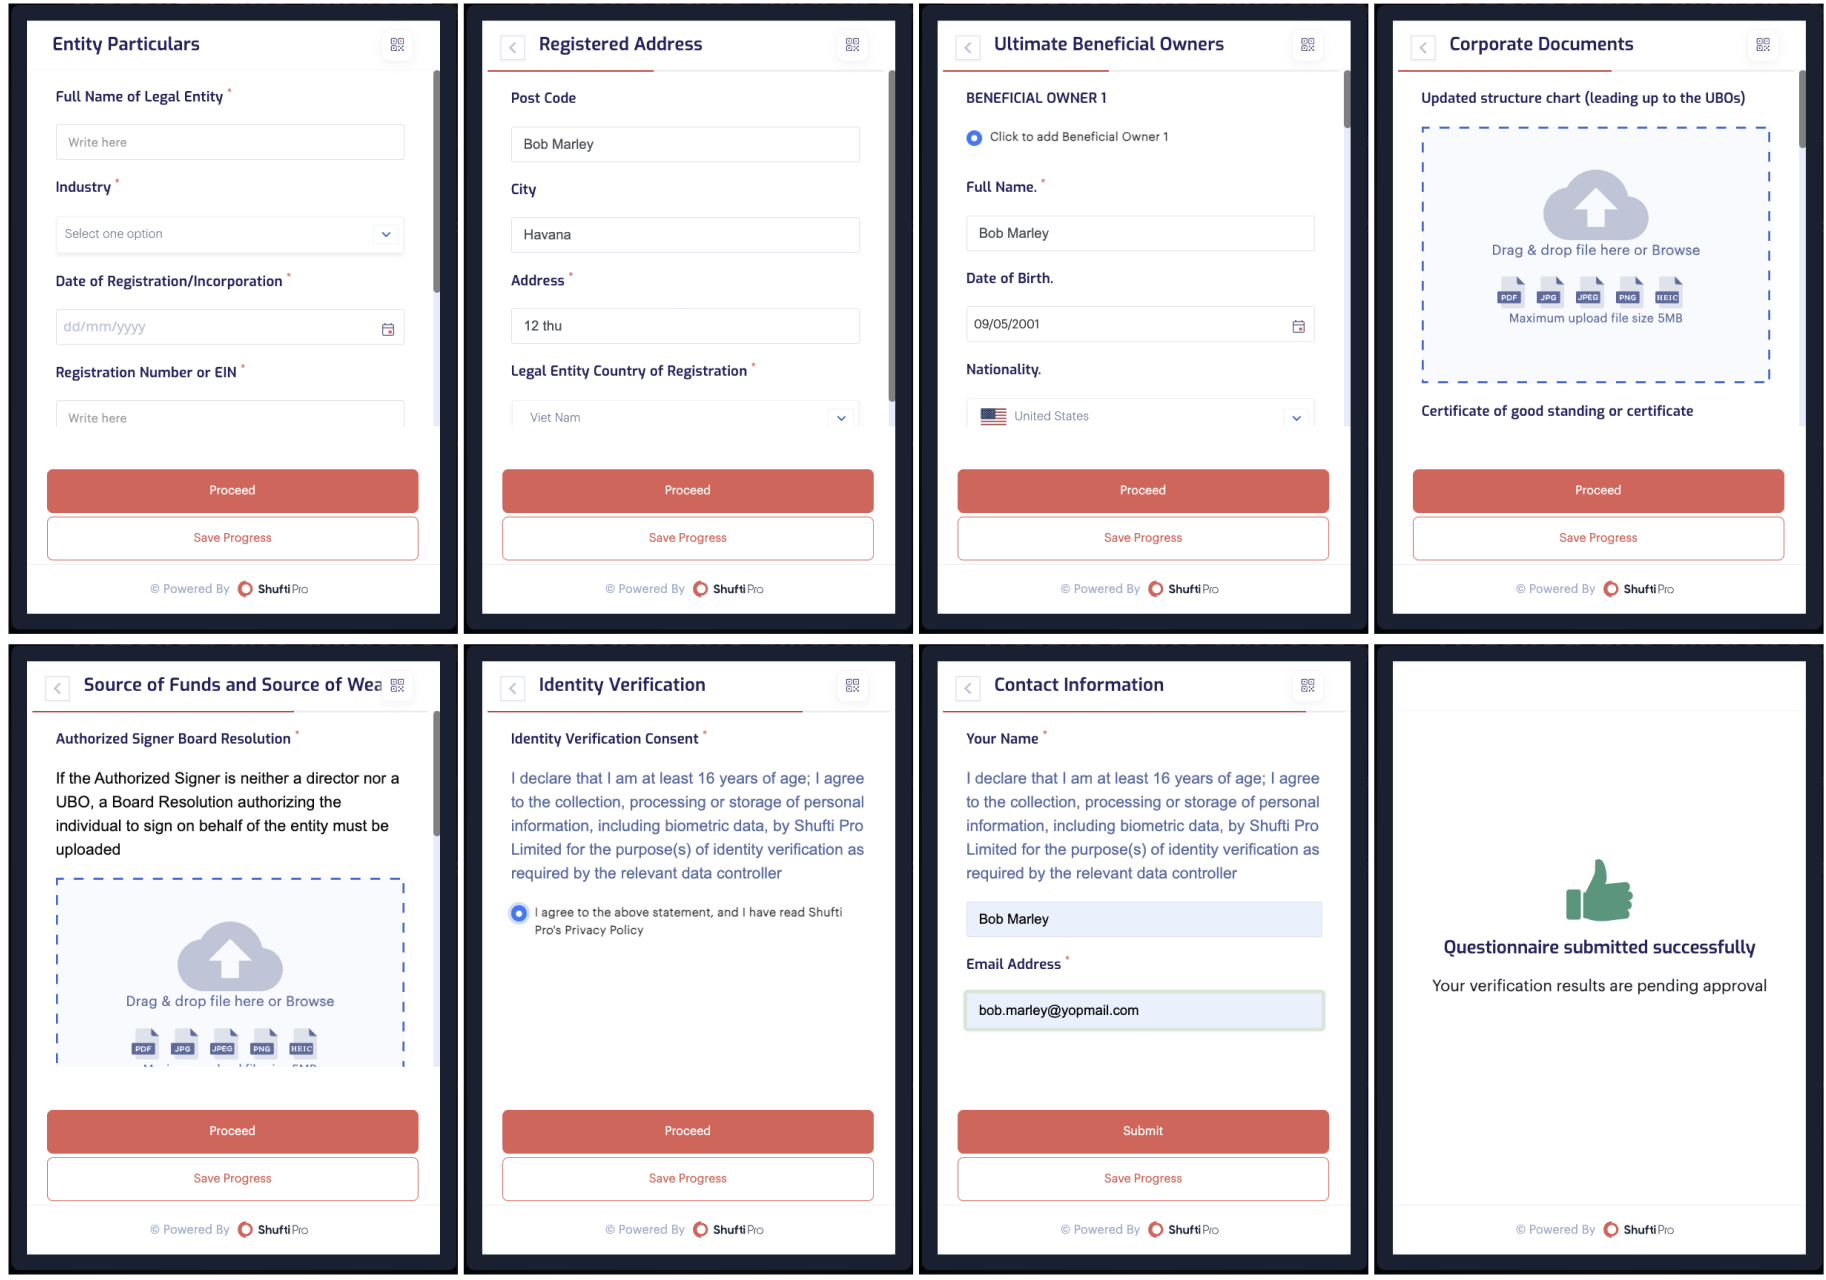 Entity Particulars
Full Name of Legal Entity *
Write here
Industry *
Select one option
Date of Registration/Incorporation *
dd/mm/yyyy
Registration Number or EIN *
Write here
Proceed
Save Progress
© Powered By ShuftiPro
Registered Address
Post Code
Bob Marley
City
Havana
Address *
12 thu
Legal Entity Country of Registration *
Viet Nam
Proceed
Save Progress
© Powered By ShuftiPro
Ultimate Beneficial Owners
BENEFICIAL OWNER 1
Click to add Beneficial Owner 1
Full Name. *
Bob Marley
Date of Birth.
09/05/2001
Nationality.
United States
Proceed
Save Progress
© Powered By ShuftiPro
Corporate Documents
Updated structure chart (leading up to the UBOs)
Drag & drop file here or Browse
PDF JPG JPEG PNG HEIC
Maximum upload file size 5MB
Certificate of good standing or certificate
Proceed
Save Progress
© Powered By ShuftiPro
Source of Funds and Source of Wea
Authorized Signer Board Resolution *
If the Authorized Signer is neither a director nor a
UBO, a Board Resolution authorizing the
individual to sign on behalf of the entity must be
uploaded
Drag & drop file here or Browse
PDF JPG JPEG PNG HEIC
Proceed
Save Progress
© Powered By ShuftiPro
Identity Verification
Identity Verification Consent *
I declare that I am at least 16 years of age; I agree
to the collection, processing or storage of personal
information, including biometric data, by Shufti Pro
Limited for the purpose(s) of identity verification as
required by the relevant data controller
I agree to the above statement, and I have read Shufti
Pro's Privacy Policy
Proceed
Save Progress
© Powered By ShuftiPro
Contact Information
Your Name *
I declare that I am at least 16 years of age; I agree
to the collection, processing or storage of personal
information, including biometric data, by Shufti Pro
Limited for the purpose(s) of identity verification as
required by the relevant data controller
Bob Marley
Email Address *
bob.marley@yopmail.com
Submit
Save Progress
© Powered By ShuftiPro
Questionnaire submitted successfully
Your verification results are pending approval
© Powered By ShuftiPro